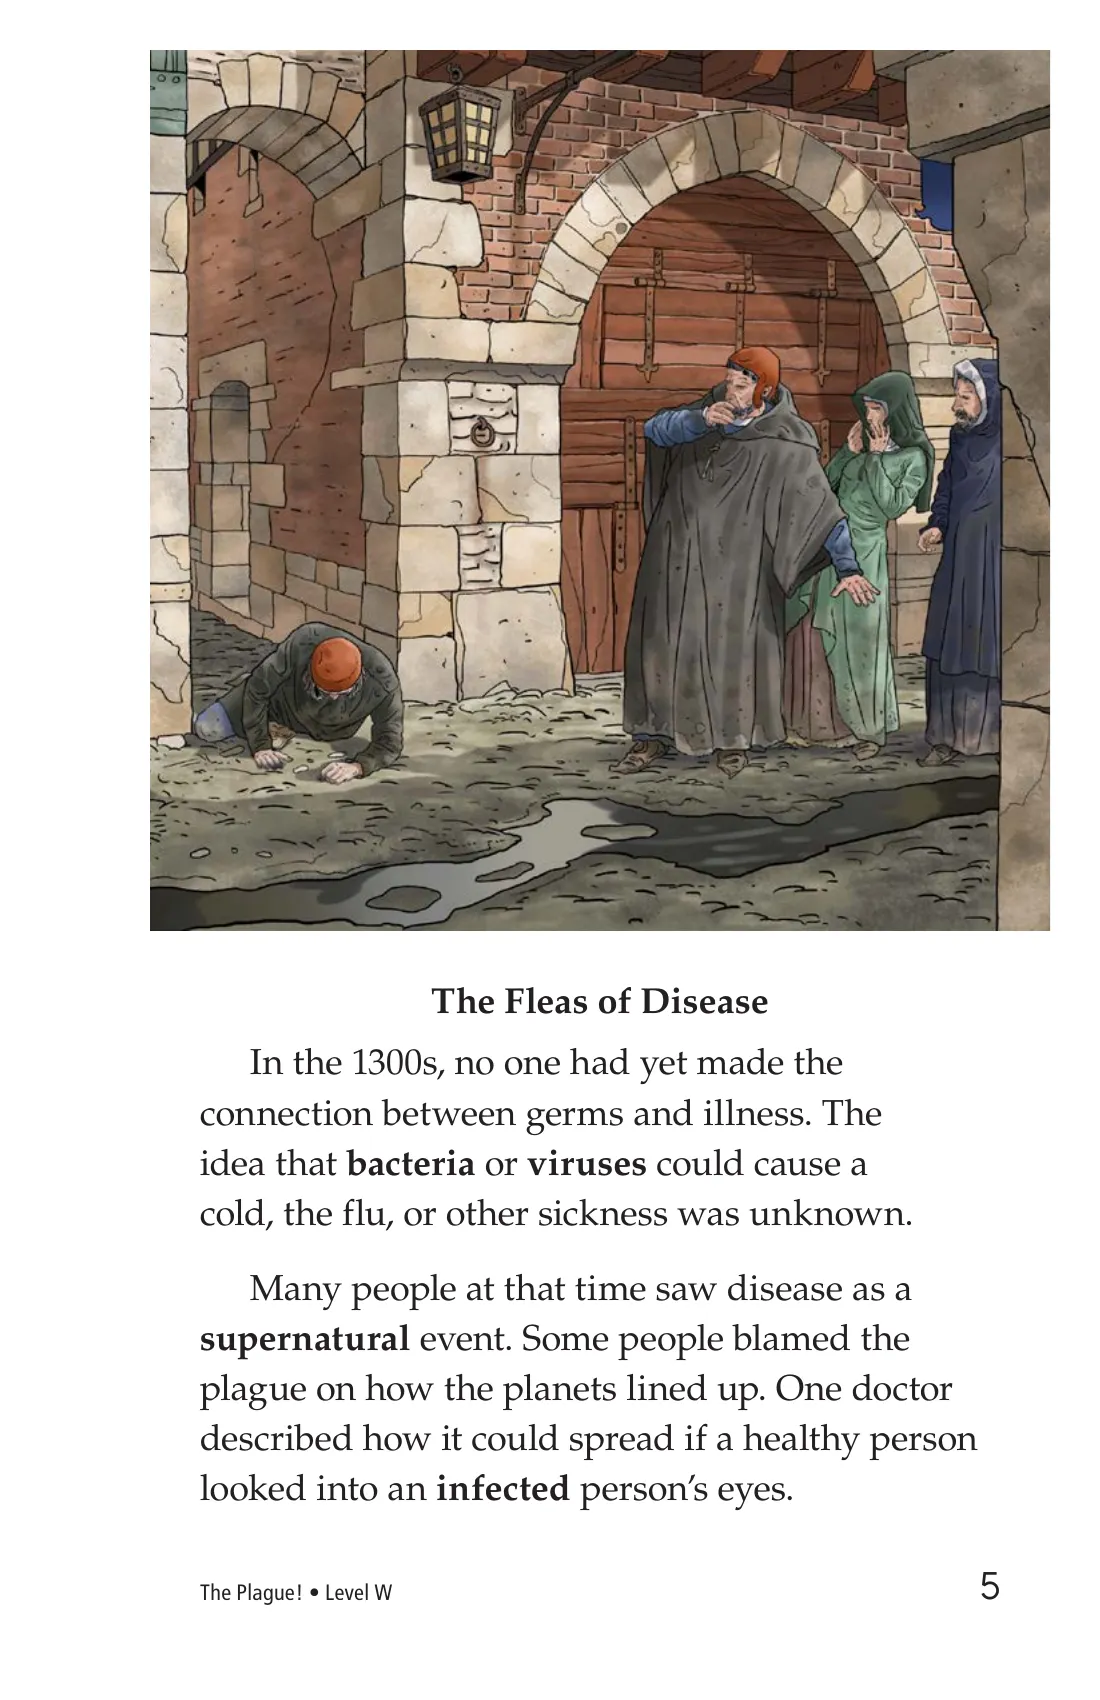 The Fleas of Disease
In the 1300s, no one had yet made the
connection between germs and illness. The
idea that bacteria or viruses could cause a
cold, the flu, or other sickness was unknown.
Many people at that time saw disease as a
supernatural event. Some people blamed the
plague on how the planets lined up. One doctor
described how it could spread if a healthy person
looked into an infected person’s eyes.
The Plague! • Level W
5